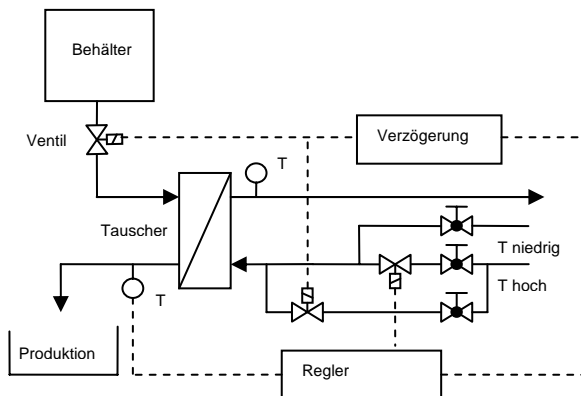 Behälter
Ventil
Verzögerung
T
Tauscher
T niedrig
T hoch
T
Produktion
Regler